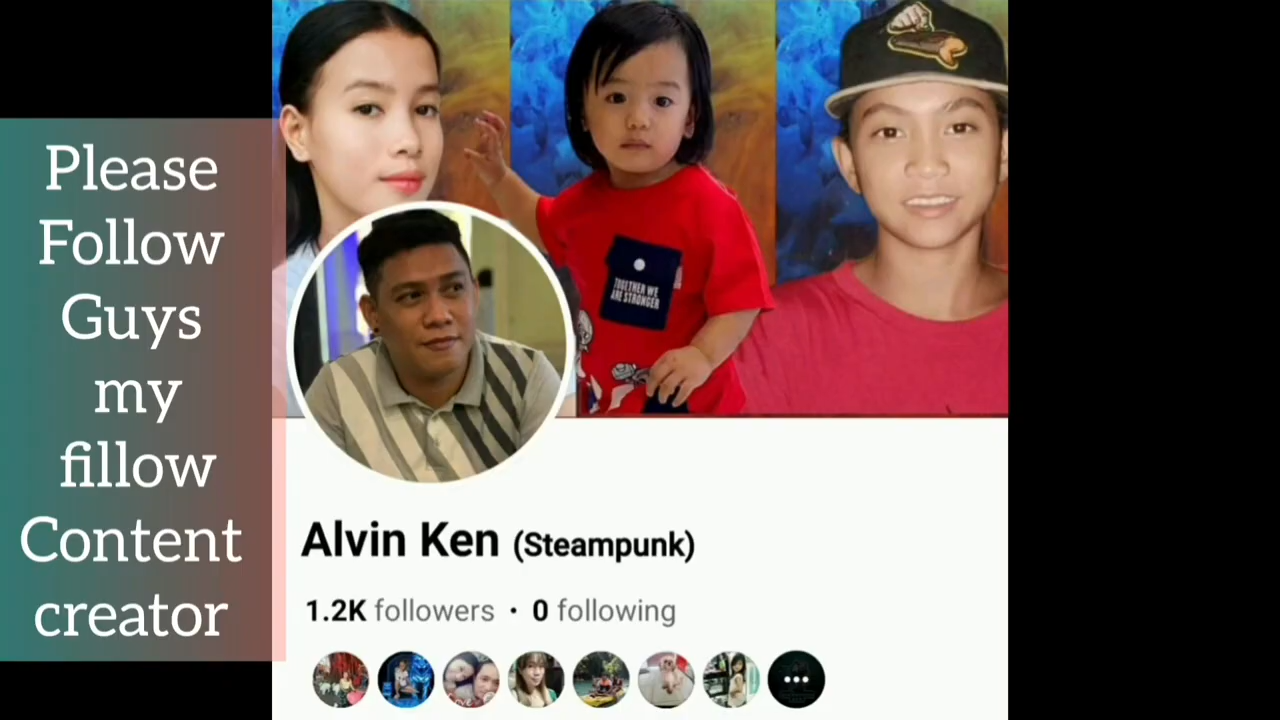 Please
Follow
Guys
my
fillow
Content
creator
TOGETHER WE
ARE STRONGER
Alvin Ken (Steampunk)
1.2K followers • 0 following